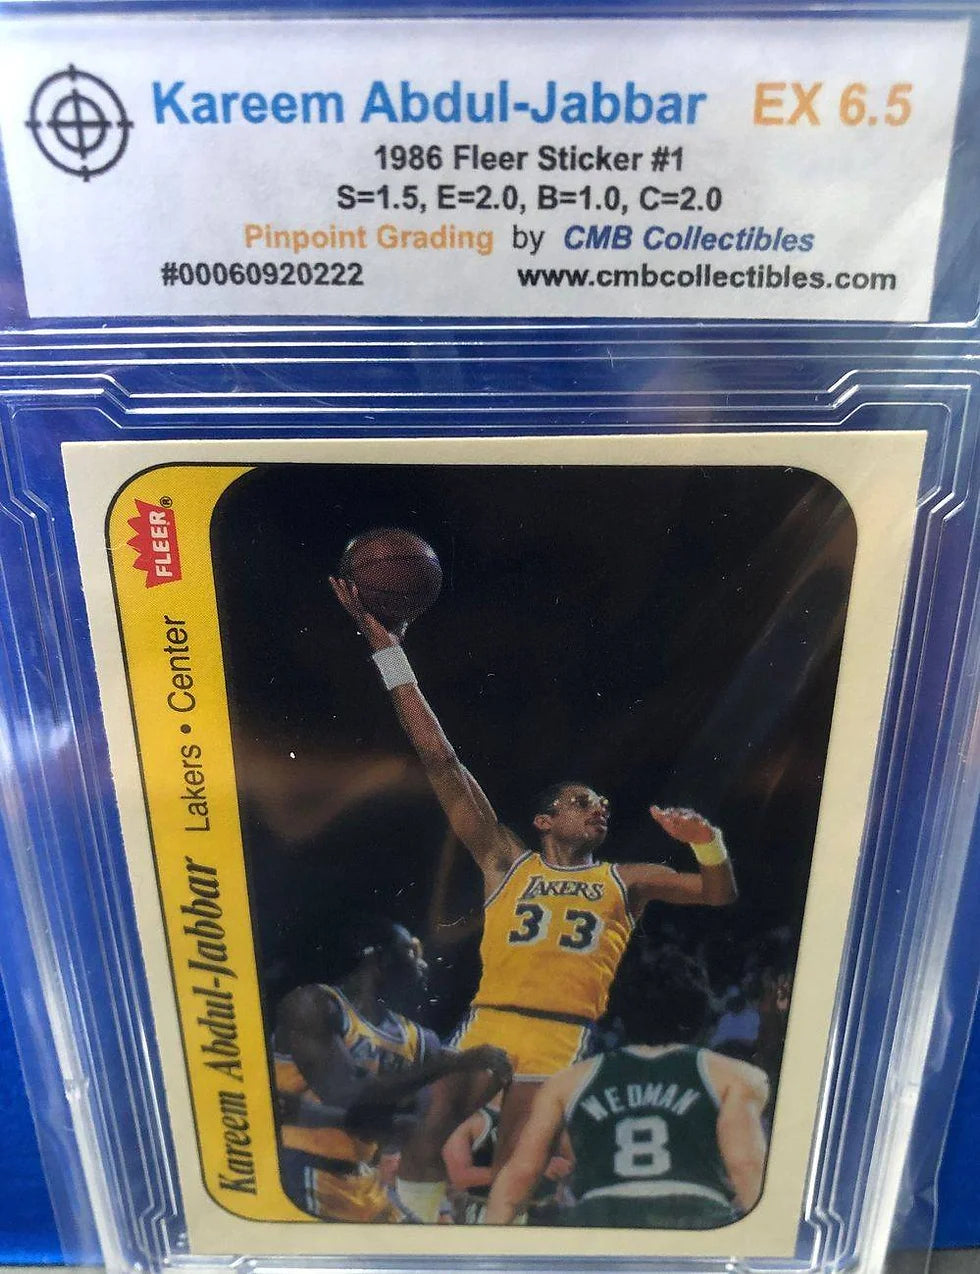 Kareem Abdul-Jabbar EX 6.5
1986 Fleer Sticker #1
S=1.5, E=2.0, B=1.0, C=2.0
Pinpoint Grading by CMB Collectibles
#00060920222 www.cmbcollectibles.com
FLEER®
Kareem Abdul-Jabbar Lakers • Center
LAKERS
33
LAKERS
WEDMAN
8